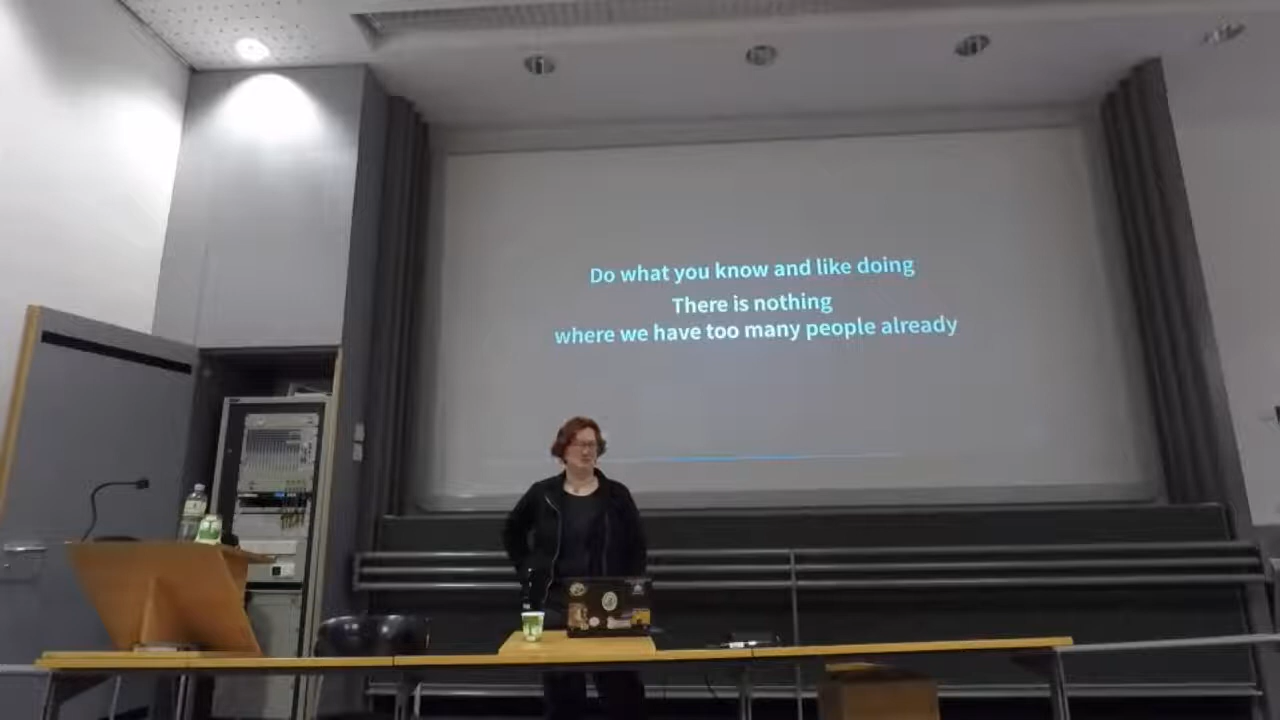 Do what you know and like doing
There is nothing
where we have too many people already